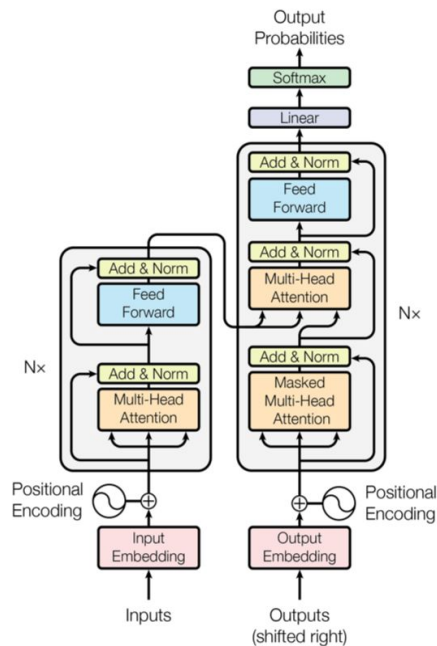 Output
Probabilities
Softmax
Linear
Add & Norm
Feed
Forward
Add & Norm
Multi-Head
Attention
Add & Norm
Masked
Multi-Head
Attention
N×
Positional
Encoding
Output
Embedding
Outputs
(shifted right)
Add & Norm
Feed
Forward
N×
Add & Norm
Multi-Head
Attention
Positional
Encoding
Input
Embedding
Inputs